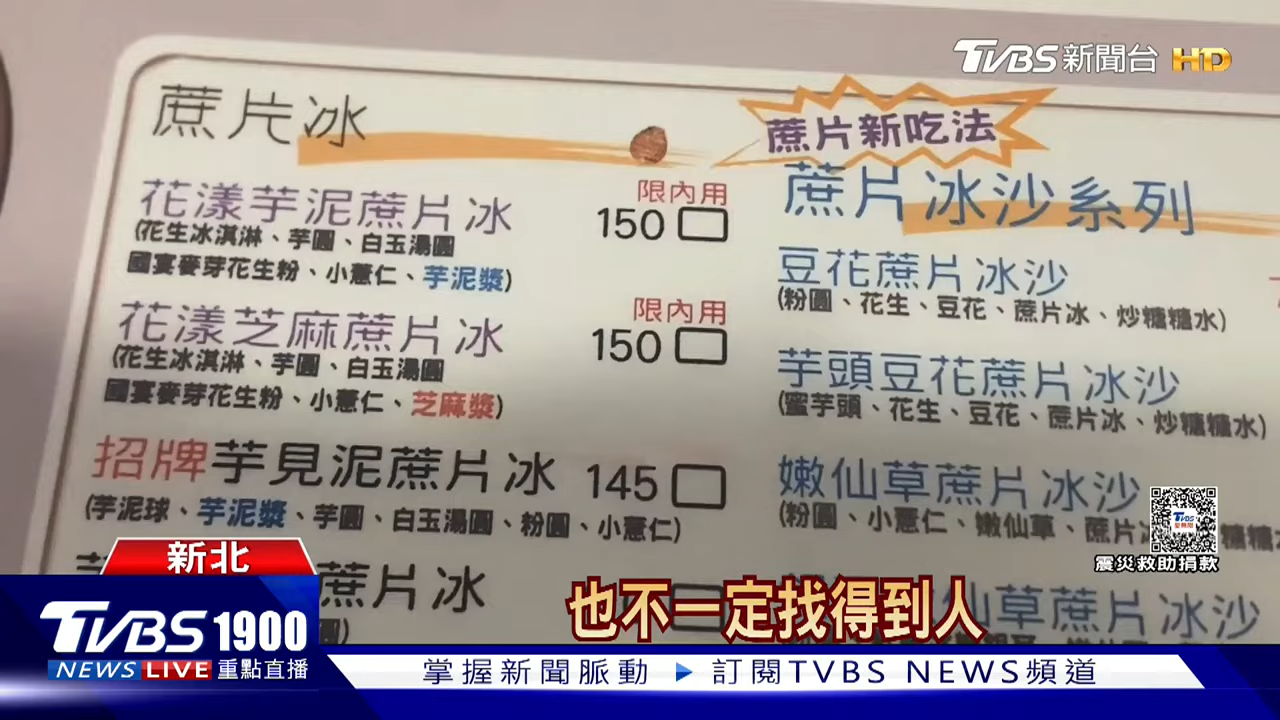 TVBS新聞台 HD
蔗片冰
花漾芋泥蔗片冰
限內用
150
(花生冰淇淋、芋圓、白玉湯圓
國宴麥芽花生粉、小薏仁、芋泥漿)
花漾芝麻蔗片冰
限內用
150
(花生冰淇淋、芋圓、白玉湯圓
國宴麥芽花生粉、小薏仁、芝麻漿)
招牌芋見泥蔗片冰 145
(芋泥球、芋泥漿、芋圓、白玉湯圓、粉圓、小薏仁)
蔗片冰
蔗片新吃法
蔗片冰沙系列
豆花蔗片冰沙
(粉圓、花生、豆花、蔗片冰、炒糖糖水)
芋頭豆花蔗片冰沙
(蜜芋頭、花生、豆花、蔗片冰、炒糖糖水)
嫩仙草蔗片冰沙
(粉圓、小薏仁、嫩仙草、蔗片
糖糖
仙草蔗片冰沙
TVBS
震災救助捐款
新北
也不一定找得到人
TVBS 1900
NEWS LIVE 重點直播
掌握新聞脈動 ▶ 訂閱TVBS NEWS頻道